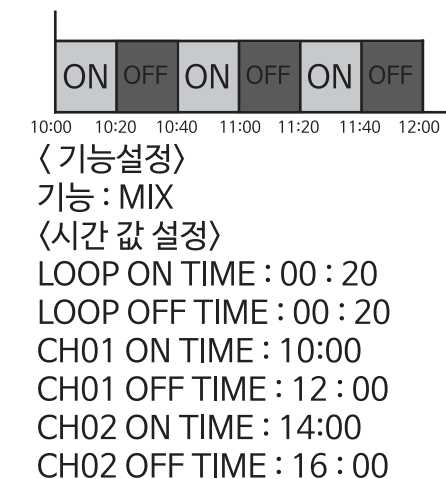 ON OFF ON OFF ON OFF
10:00 10:20 10:40 11:00 11:20 11:40 12:00
〈 기능설정〉
기능 : MIX
〈시간 값 설정〉
LOOP ON TIME : 00 : 20
LOOP OFF TIME : 00 : 20
CH01 ON TIME : 10:00
CH01 OFF TIME : 12 : 00
CH02 ON TIME : 14:00
CH02 OFF TIME : 16 : 00